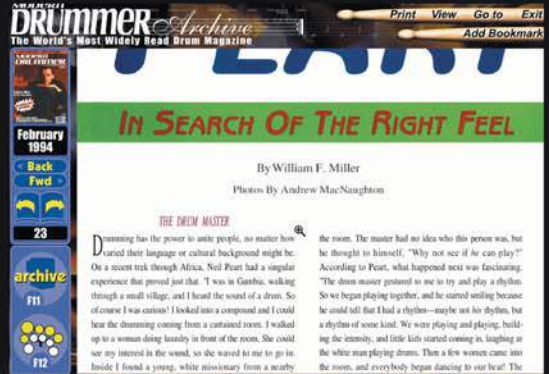 MODERN
DRUMMER Archive
The World's Most Widely Read Drum Magazine
Print View Go to Exit
Add Bookmark
MODERN
DRUMMER
February
1994
< Back
Fwd >
23
archive
F11
F12
PEART
IN SEARCH OF THE RIGHT FEEL
By William F. Miller
Photos By Andrew MacNaughton
THE DRUM MASTER
Drumming has the power to unite people, no matter how
varied their language or cultural background might be.
On a recent trek through Africa, Neil Peart had a singular
experience that proved just that. "I was in Gambia, walking
through a small village, and I heard the sound of a drum. So
of course I was curious! I looked into a compound and I could
hear the drumming coming from a curtained room. I walked
up to a woman doing laundry in front of the room. She could
see my interest in the sound, so she waved to me to go in.
Inside I found a young, white missionary from a nearby
the room. The master had no idea who this person was, but
he thought to himself, "Why not see if he can play?"
According to Peart, what happened next was fascinating.
"The drum master gestured to me to try and play a rhythm.
So we began playing together, and he started smiling because
he could tell that I had a rhythm—maybe not his rhythm, but
a rhythm of some kind. We were playing and playing, build-
ing the intensity, and little kids started coming in, laughing at
the white man playing drums. Then a few women came into
the room, and everybody began dancing to our beat! The